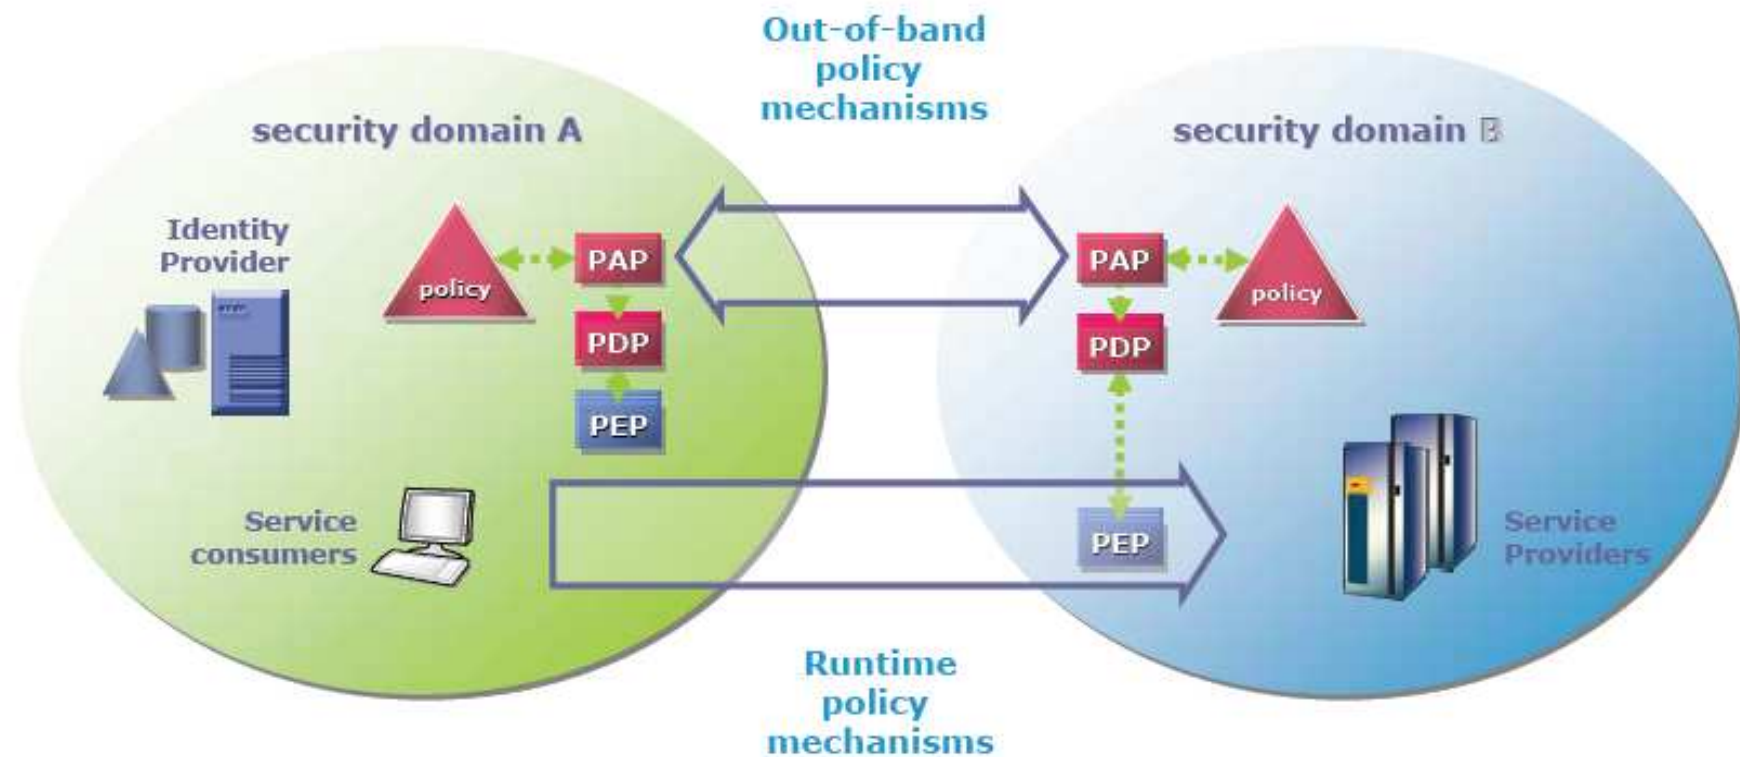 Out-of-band
policy
mechanisms
security domain A
security domain B
Identity
Provider
policy
PAP
PDP
PEP
PAP
policy
PDP
PEP
Service
consumers
Service
Providers
Runtime
policy
mechanisms